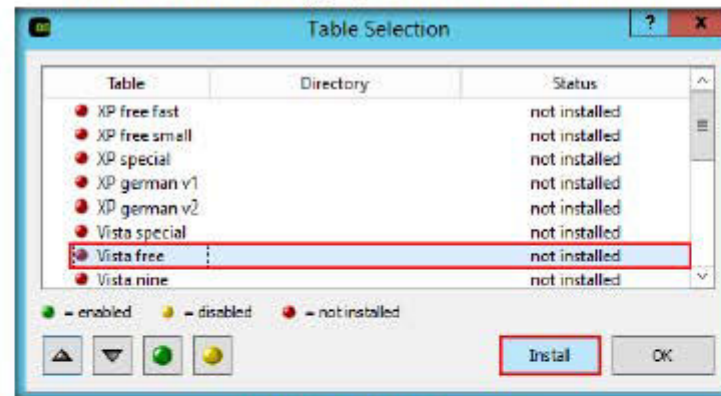 Table Selection
? x
Table Directory Status
XP free fast not installed
XP free small not installed
XP special not installed
XP german v1 not installed
XP german v2 not installed
Vista special not installed
Vista free not installed
Vista nine not installed
= enabled = disabled = not installed
Install OK